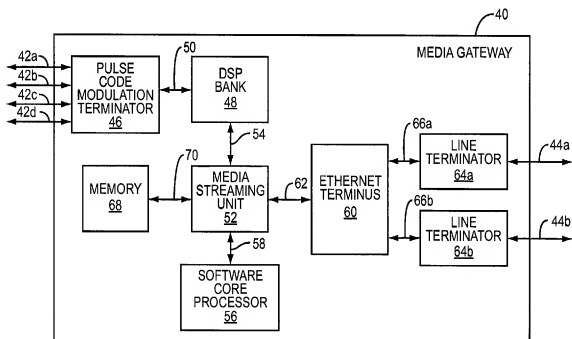 40
MEDIA GATEWAY
42a
42b
42c
42d
PULSE
CODE
MODULATION
TERMINATOR
46
50
DSP
BANK
48
54
MEMORY
68
70
MEDIA
STREAMING
UNIT
52
62
58
SOFTWARE
CORE
PROCESSOR
56
ETHERNET
TERMINUS
60
66a
LINE
TERMINATOR
64a
44a
66b
LINE
TERMINATOR
64b
44b